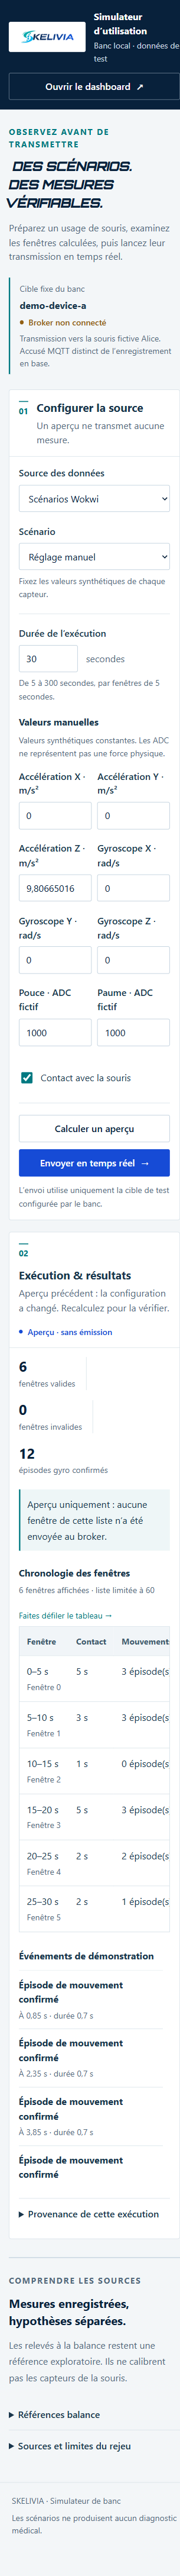 SKELIVIA
Simulateur
d'utilisation
Banc local · données de
test
Ouvrir le dashboard ↗
OBSERVEZ AVANT DE
TRANSMETTRE
DES SCÉNARIOS.
DES MESURES
VÉRIFIABLES.
Préparez un usage de souris, examinez
les fenêtres calculées, puis lancez leur
transmission en temps réel.
Cible fixe du banc
demo-device-a
Broker non connecté
Transmission vers la souris fictive Alice.
Accusé MQTT distinct de l'enregistrement
en base.
01 Configurer la source
Un aperçu ne transmet aucune
mesure.
Source des données
Scénarios Wokwi
Scénario
Réglage manuel
Fixez les valeurs synthétiques de chaque
capteur.
Durée de l'exécution
30 secondes
De 5 à 300 secondes, par fenêtres de 5
secondes.
Valeurs manuelles
Valeurs synthétiques constantes. Les ADC
ne représentent pas une force physique.
Accélération X ·
m/s²
Accélération Y ·
m/s²
0
0
Accélération Z ·
m/s²
Gyroscope X ·
rad/s
9,80665016
0
Gyroscope Y ·
rad/s
Gyroscope Z ·
rad/s
0
0
Pouce · ADC
fictif
Paume · ADC
fictif
1000
1000
Contact avec la souris
Calculer un aperçu
Envoyer en temps réel →
L'envoi utilise uniquement la cible de test
configurée par le banc.
02
Exécution & résultats
Aperçu précédent : la configuration
a changé. Recalculez pour la vérifier.
Aperçu · sans émission
6
fenêtres valides
0
fenêtres invalides
12
épisodes gyro confirmés
Aperçu uniquement : aucune
fenêtre de cette liste n'a été
envoyée au broker.
Chronologie des fenêtres
6 fenêtres affichées · liste limitée à 60
Faites défiler le tableau →
Fenêtre Contact Mouvement
0–5 s 5 s 3 épisode(s
Fenêtre 0
5–10 s 3 s 3 épisode(s
Fenêtre 1
10–15 s 1 s 0 épisode(s
Fenêtre 2
15–20 s 5 s 3 épisode(s
Fenêtre 3
20–25 s 2 s 2 épisode(s
Fenêtre 4
25–30 s 2 s 1 épisode(s
Fenêtre 5
Événements de démonstration
Épisode de mouvement
confirmé
À 0,85 s · durée 0,7 s
Épisode de mouvement
confirmé
À 2,35 s · durée 0,7 s
Épisode de mouvement
confirmé
À 3,85 s · durée 0,7 s
Épisode de mouvement
confirmé
▶ Provenance de cette exécution
COMPRENDRE LES SOURCES
Mesures enregistrées,
hypothèses séparées.
Les relevés à la balance restent une
référence exploratoire. Ils ne calibrent
pas les capteurs de la souris.
▶ Références balance
▶ Sources et limites du rejeu
SKELIVIA · Simulateur de banc
Les scénarios ne produisent aucun diagnostic
médical.